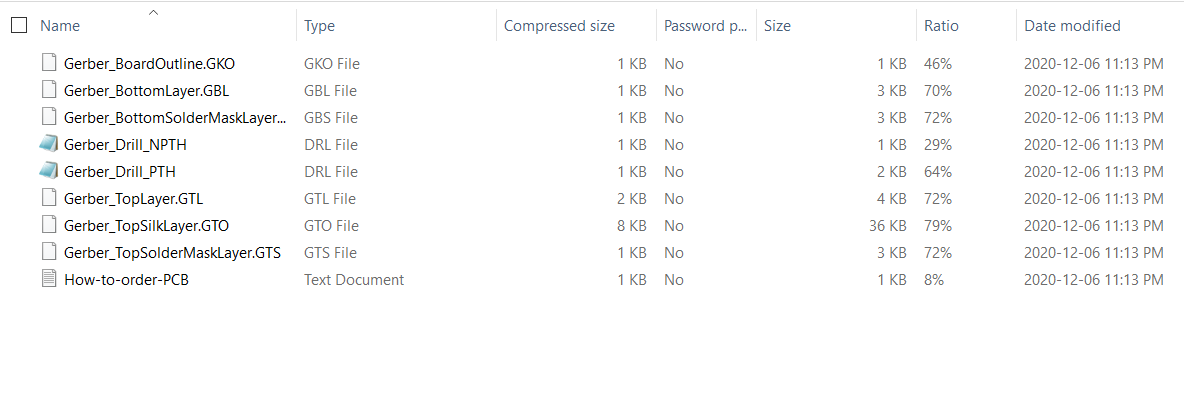 Name Type Compressed size Password p... Size Ratio Date modified
Gerber_BoardOutline.GKO GKO File 1 KB No 1 KB 46% 2020-12-06 11:13 PM
Gerber_BottomLayer.GBL GBL File 1 KB No 3 KB 70% 2020-12-06 11:13 PM
Gerber_BottomSolderMaskLayer... GBS File 1 KB No 3 KB 72% 2020-12-06 11:13 PM
Gerber_Drill_NPTH DRL File 1 KB No 1 KB 29% 2020-12-06 11:13 PM
Gerber_Drill_PTH DRL File 1 KB No 2 KB 64% 2020-12-06 11:13 PM
Gerber_TopLayer.GTL GTL File 2 KB No 4 KB 72% 2020-12-06 11:13 PM
Gerber_TopSilkLayer.GTO GTO File 8 KB No 36 KB 79% 2020-12-06 11:13 PM
Gerber_TopSolderMaskLayer.GTS GTS File 1 KB No 3 KB 72% 2020-12-06 11:13 PM
How-to-order-PCB Text Document 1 KB No 1 KB 8% 2020-12-06 11:13 PM